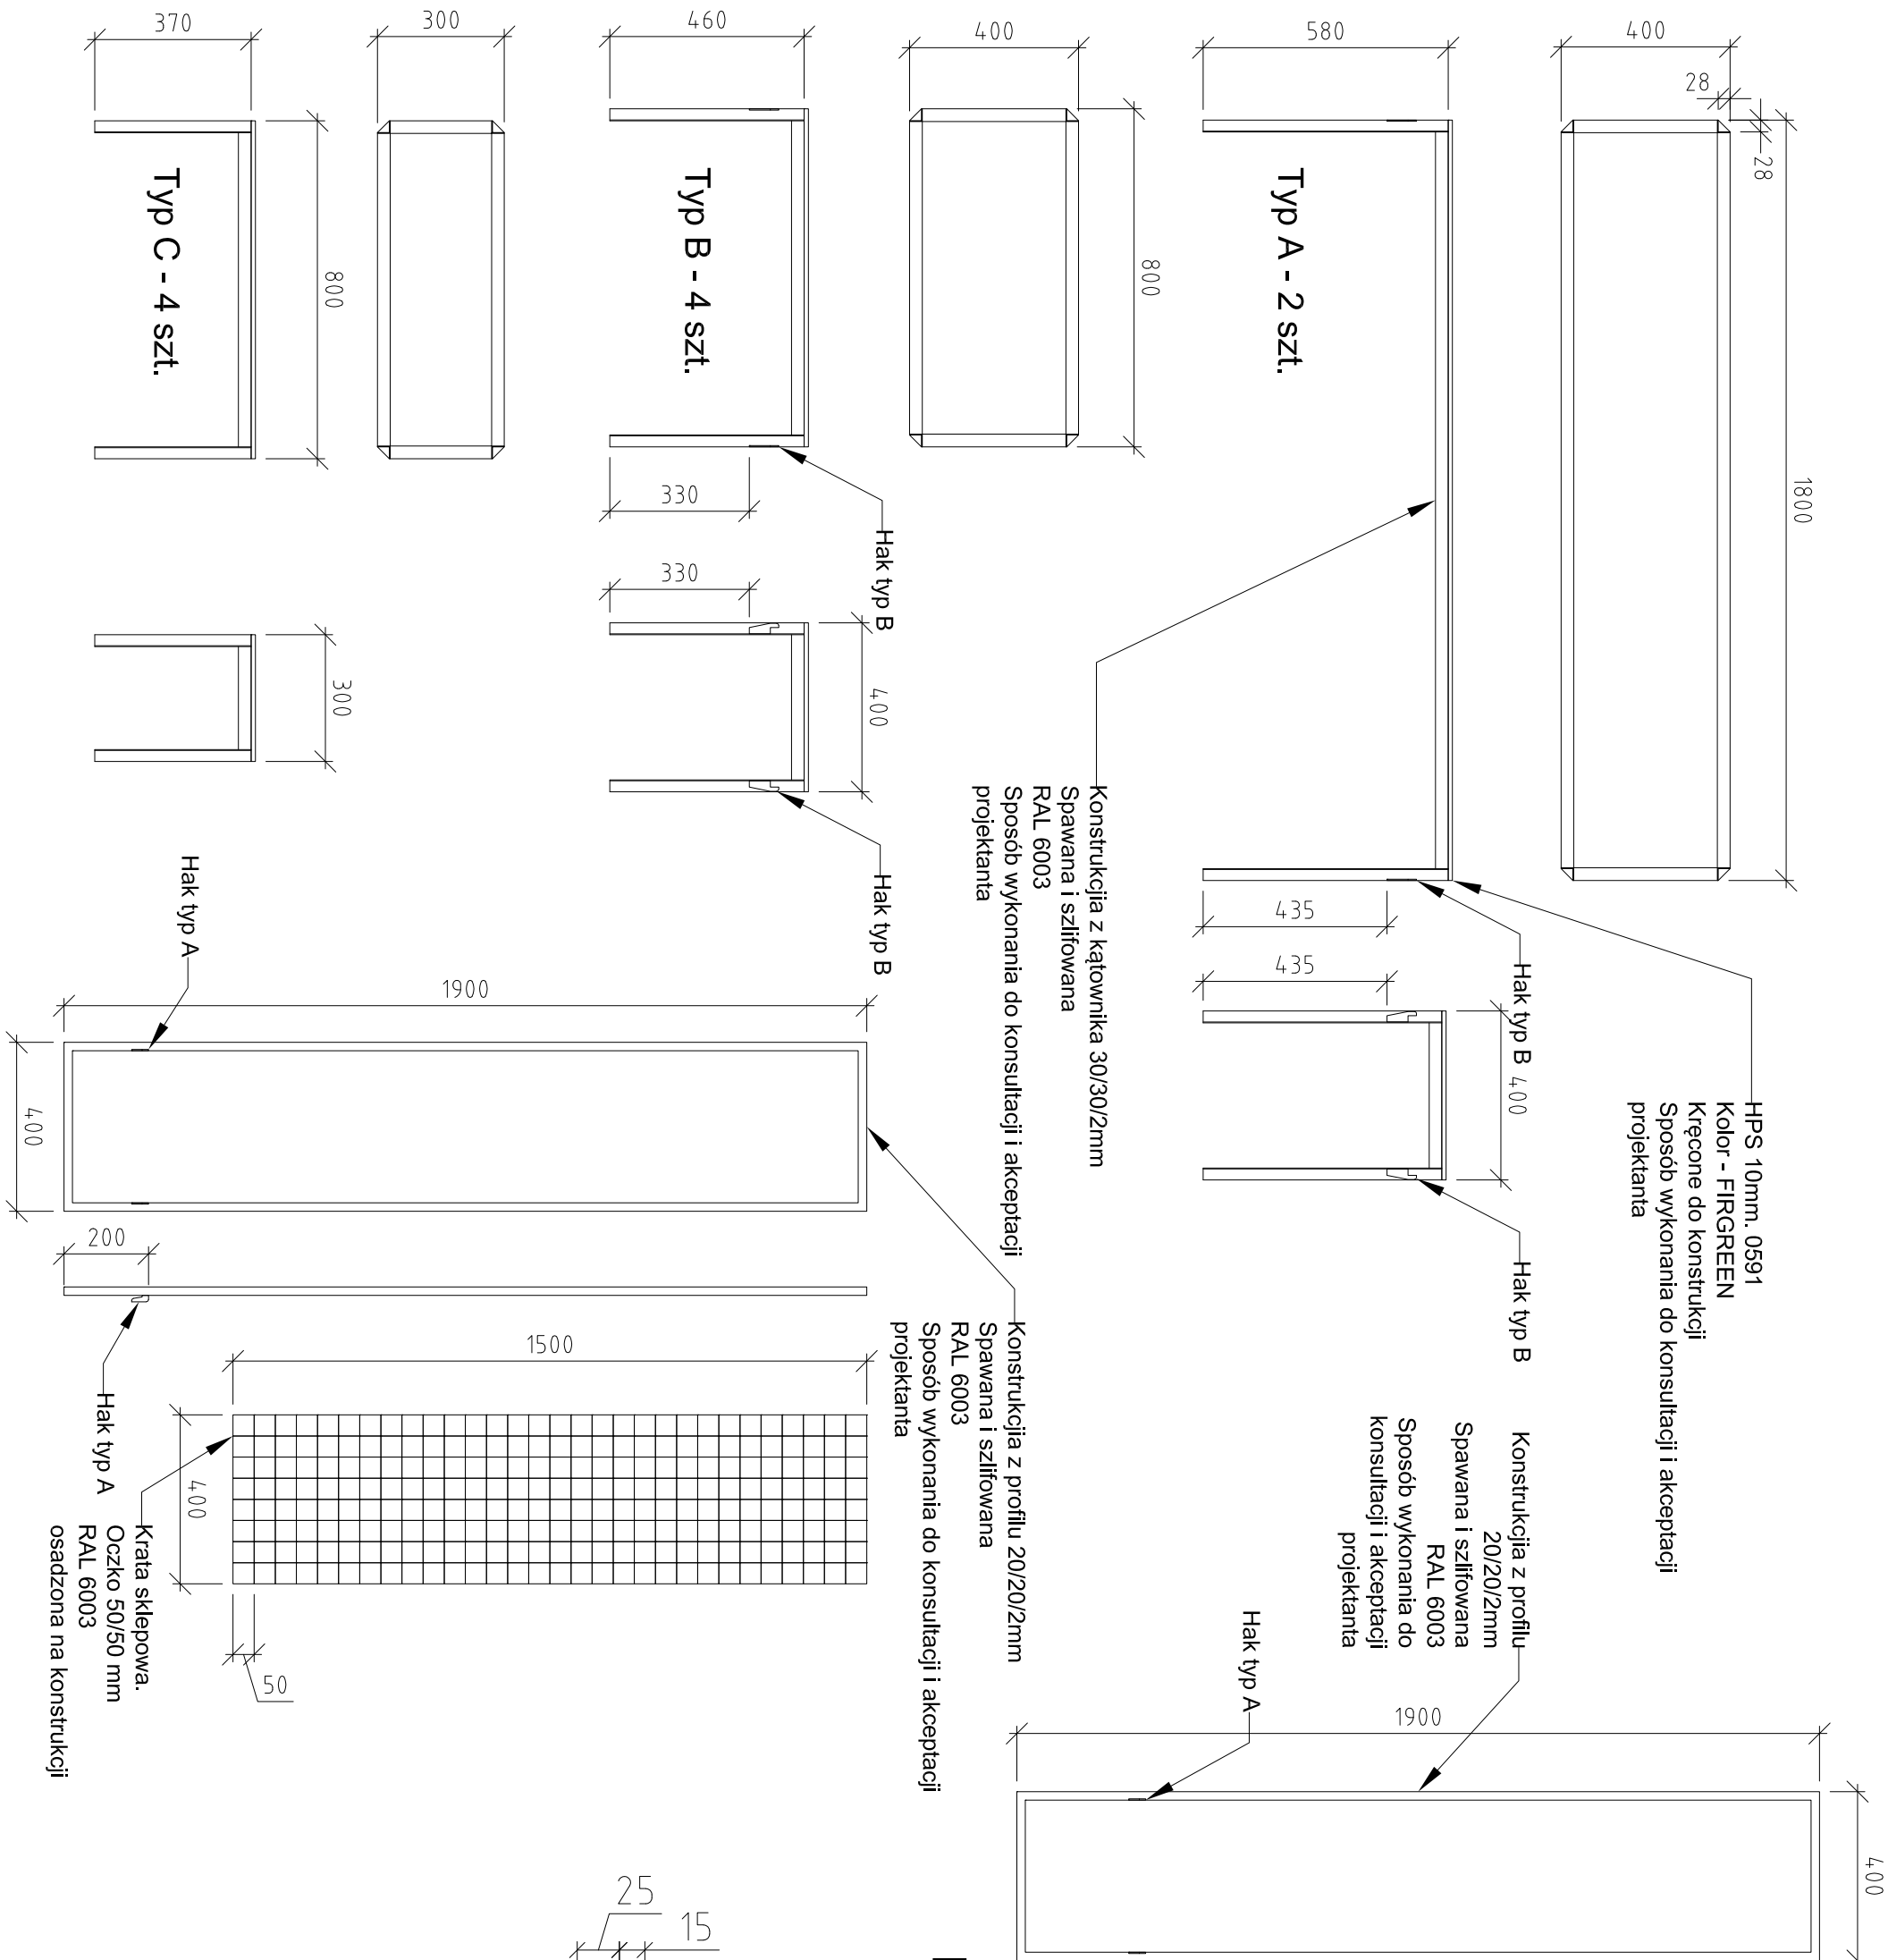 400
28
28
1800
580
Typ A - 2 szt.
435
435
400
Hak typ B
Hak typ B
HPS 10mm. 0591
Kolor - FIRGREEN
Kręcone do konstrukcji
Sposób wykonania do konsultacji i akceptacji
projektanta
Konstrukcjia z kątownika 30/30/2mm
Spawana i szlifowana
RAL 6003
Sposób wykonania do konsultacji i akceptacji
projektanta
400
800
460
Typ B - 4 szt.
330
330
400
Hak typ B
Hak typ B
300
370
800
Typ C - 4 szt.
300
Hak typ A
1900
400
200
Hak typ A
Konstrukcjia z profilu 20/20/2mm
Spawana i szlifowana
RAL 6003
Sposób wykonania do konsultacji i akceptacji
projektanta
1500
400
50
Krata sklepowa.
Oczko 50/50 mm
RAL 6003
osadzona na konstrukcji
Konstrukcjia z profilu
20/20/2mm
Spawana i szlifowana
RAL 6003
Sposób wykonania do
konsultacji i akceptacji
projektanta
Hak typ A
1900
400
25
15